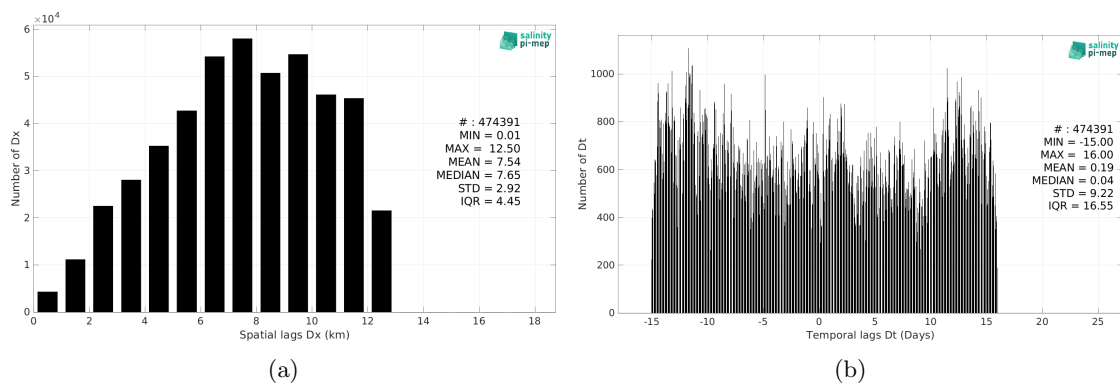 ×10⁴
6
5
4
3
2
1
0
Number of Dx
0 2 4 6 8 10 12 14 16 18
Spatial lags Dx (km)
salinity
pi-mep
# : 474391
MIN = 0.01
MAX = 12.50
MEAN = 7.54
MEDIAN = 7.65
STD = 2.92
IQR = 4.45
(a)
1000
800
600
400
200
0
Number of Dt
-15 -10 -5 0 5 10 15 20 25
Temporal lags Dt (Days)
salinity
pi-mep
# : 474391
MIN = -15.00
MAX = 16.00
MEAN = 0.19
MEDIAN = 0.04
STD = 9.22
IQR = 16.55
(b)